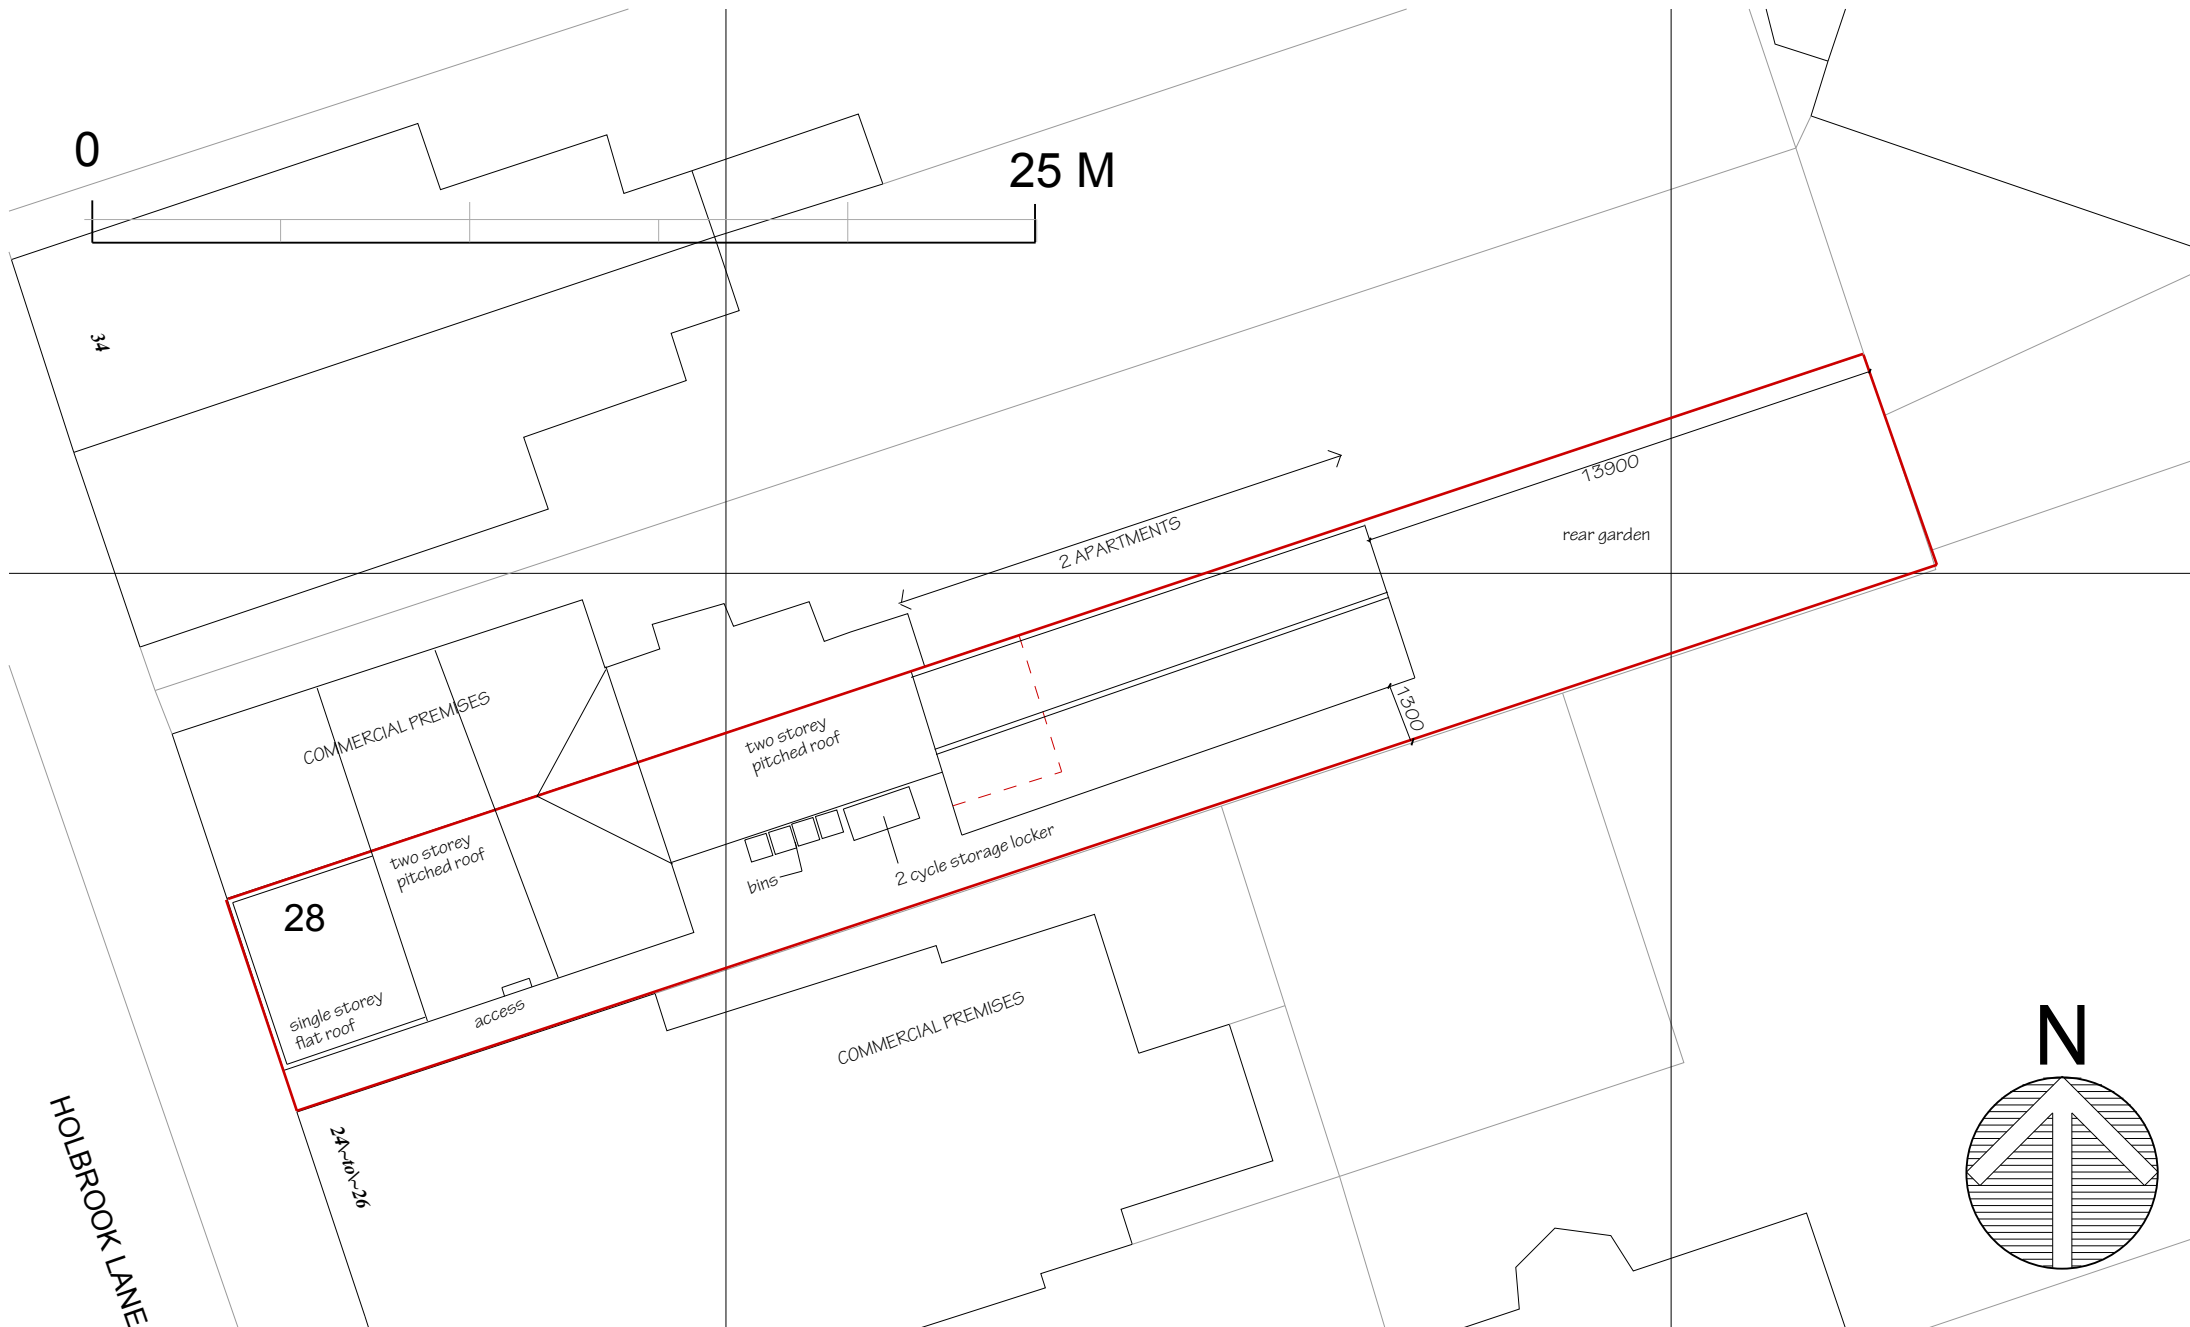 0
25 M
34
13900
2 APARTMENTS
rear garden
COMMERCIAL PREMISES
1300
two storey
pitched roof
two storey
pitched roof
28
bins
2 cycle storage locker
single storey
flat roof
access
COMMERCIAL PREMISES
N
HOLBROOK LANE
24\~to\~26